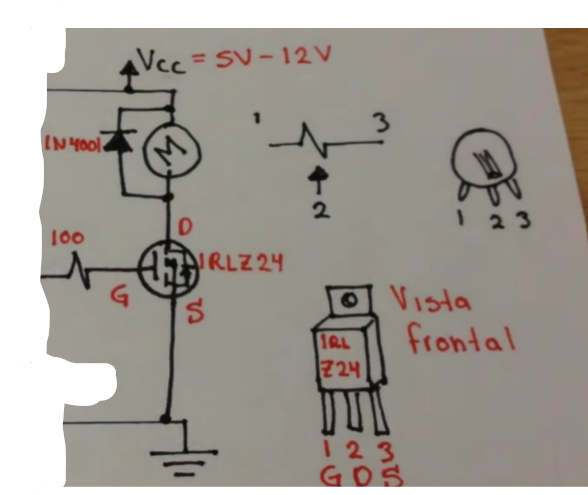 Vcc = 5V-12V
1N4001
M
1
3
2
1 2 3
100
D
IRLZ24
G
S
Vista
frontal
IRL
Z24
1 2 3
G D S